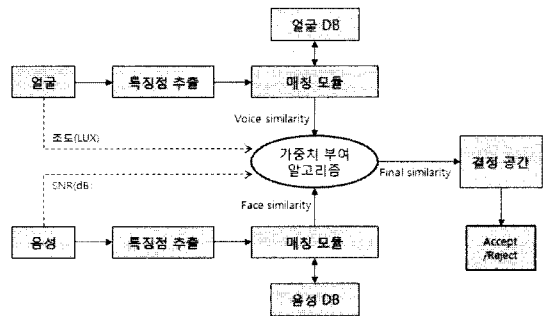 얼굴 DB
얼굴
특징점 추출
매칭 모듈
Voice similarity
조도(LUX)
가중치 부여
알고리즘
Final similarity
결정 공간
SNR(dB
Face similarity
음성
특징점 추출
매칭 모듈
Accept
/Reject
음성 DB